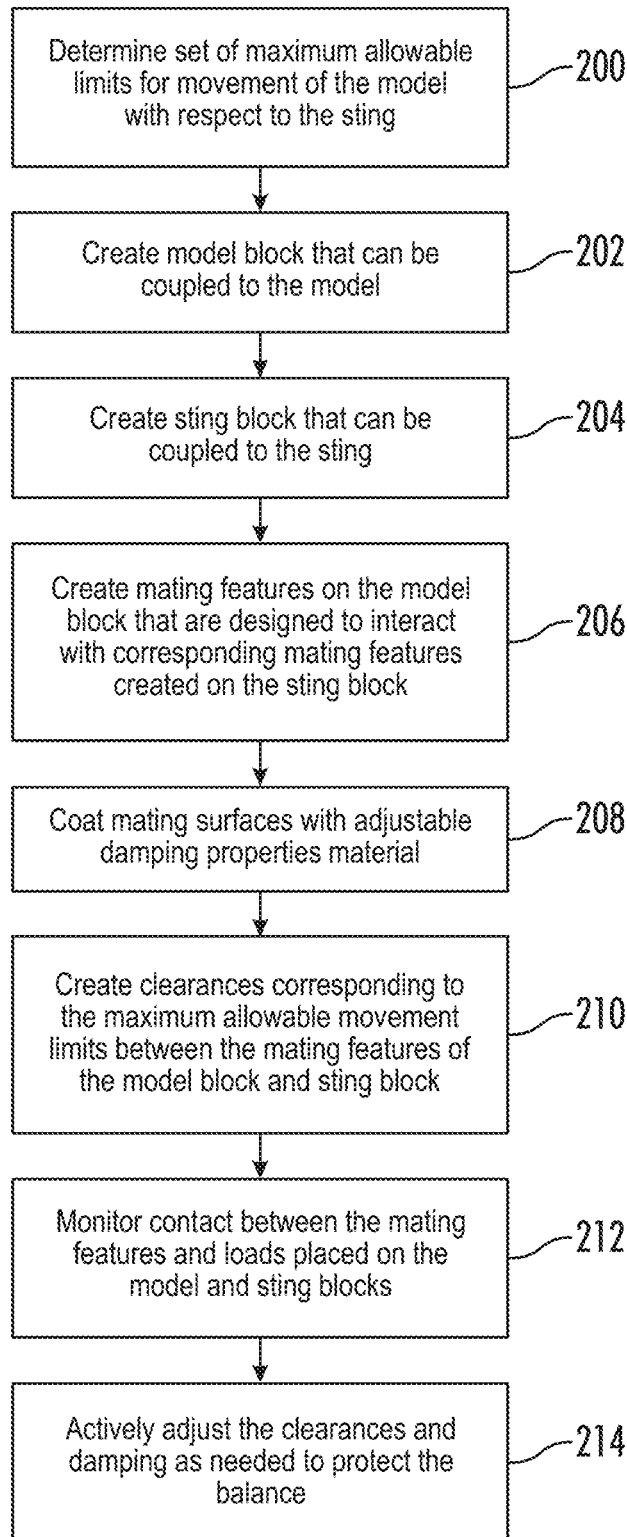 Determine set of maximum allowable
limits for movement of the model
with respect to the sting
200
Create model block that can be
coupled to the model
202
Create sting block that can be
coupled to the sting
204
Create mating features on the model
block that are designed to interact
with corresponding mating features
created on the sting block
206
Coat mating surfaces with adjustable
damping properties material
208
Create clearances corresponding to
the maximum allowable movement
limits between the mating features of
the model block and sting block
210
Monitor contact between the mating
features and loads placed on the
model and sting blocks
212
Actively adjust the clearances and
damping as needed to protect the
balance
214